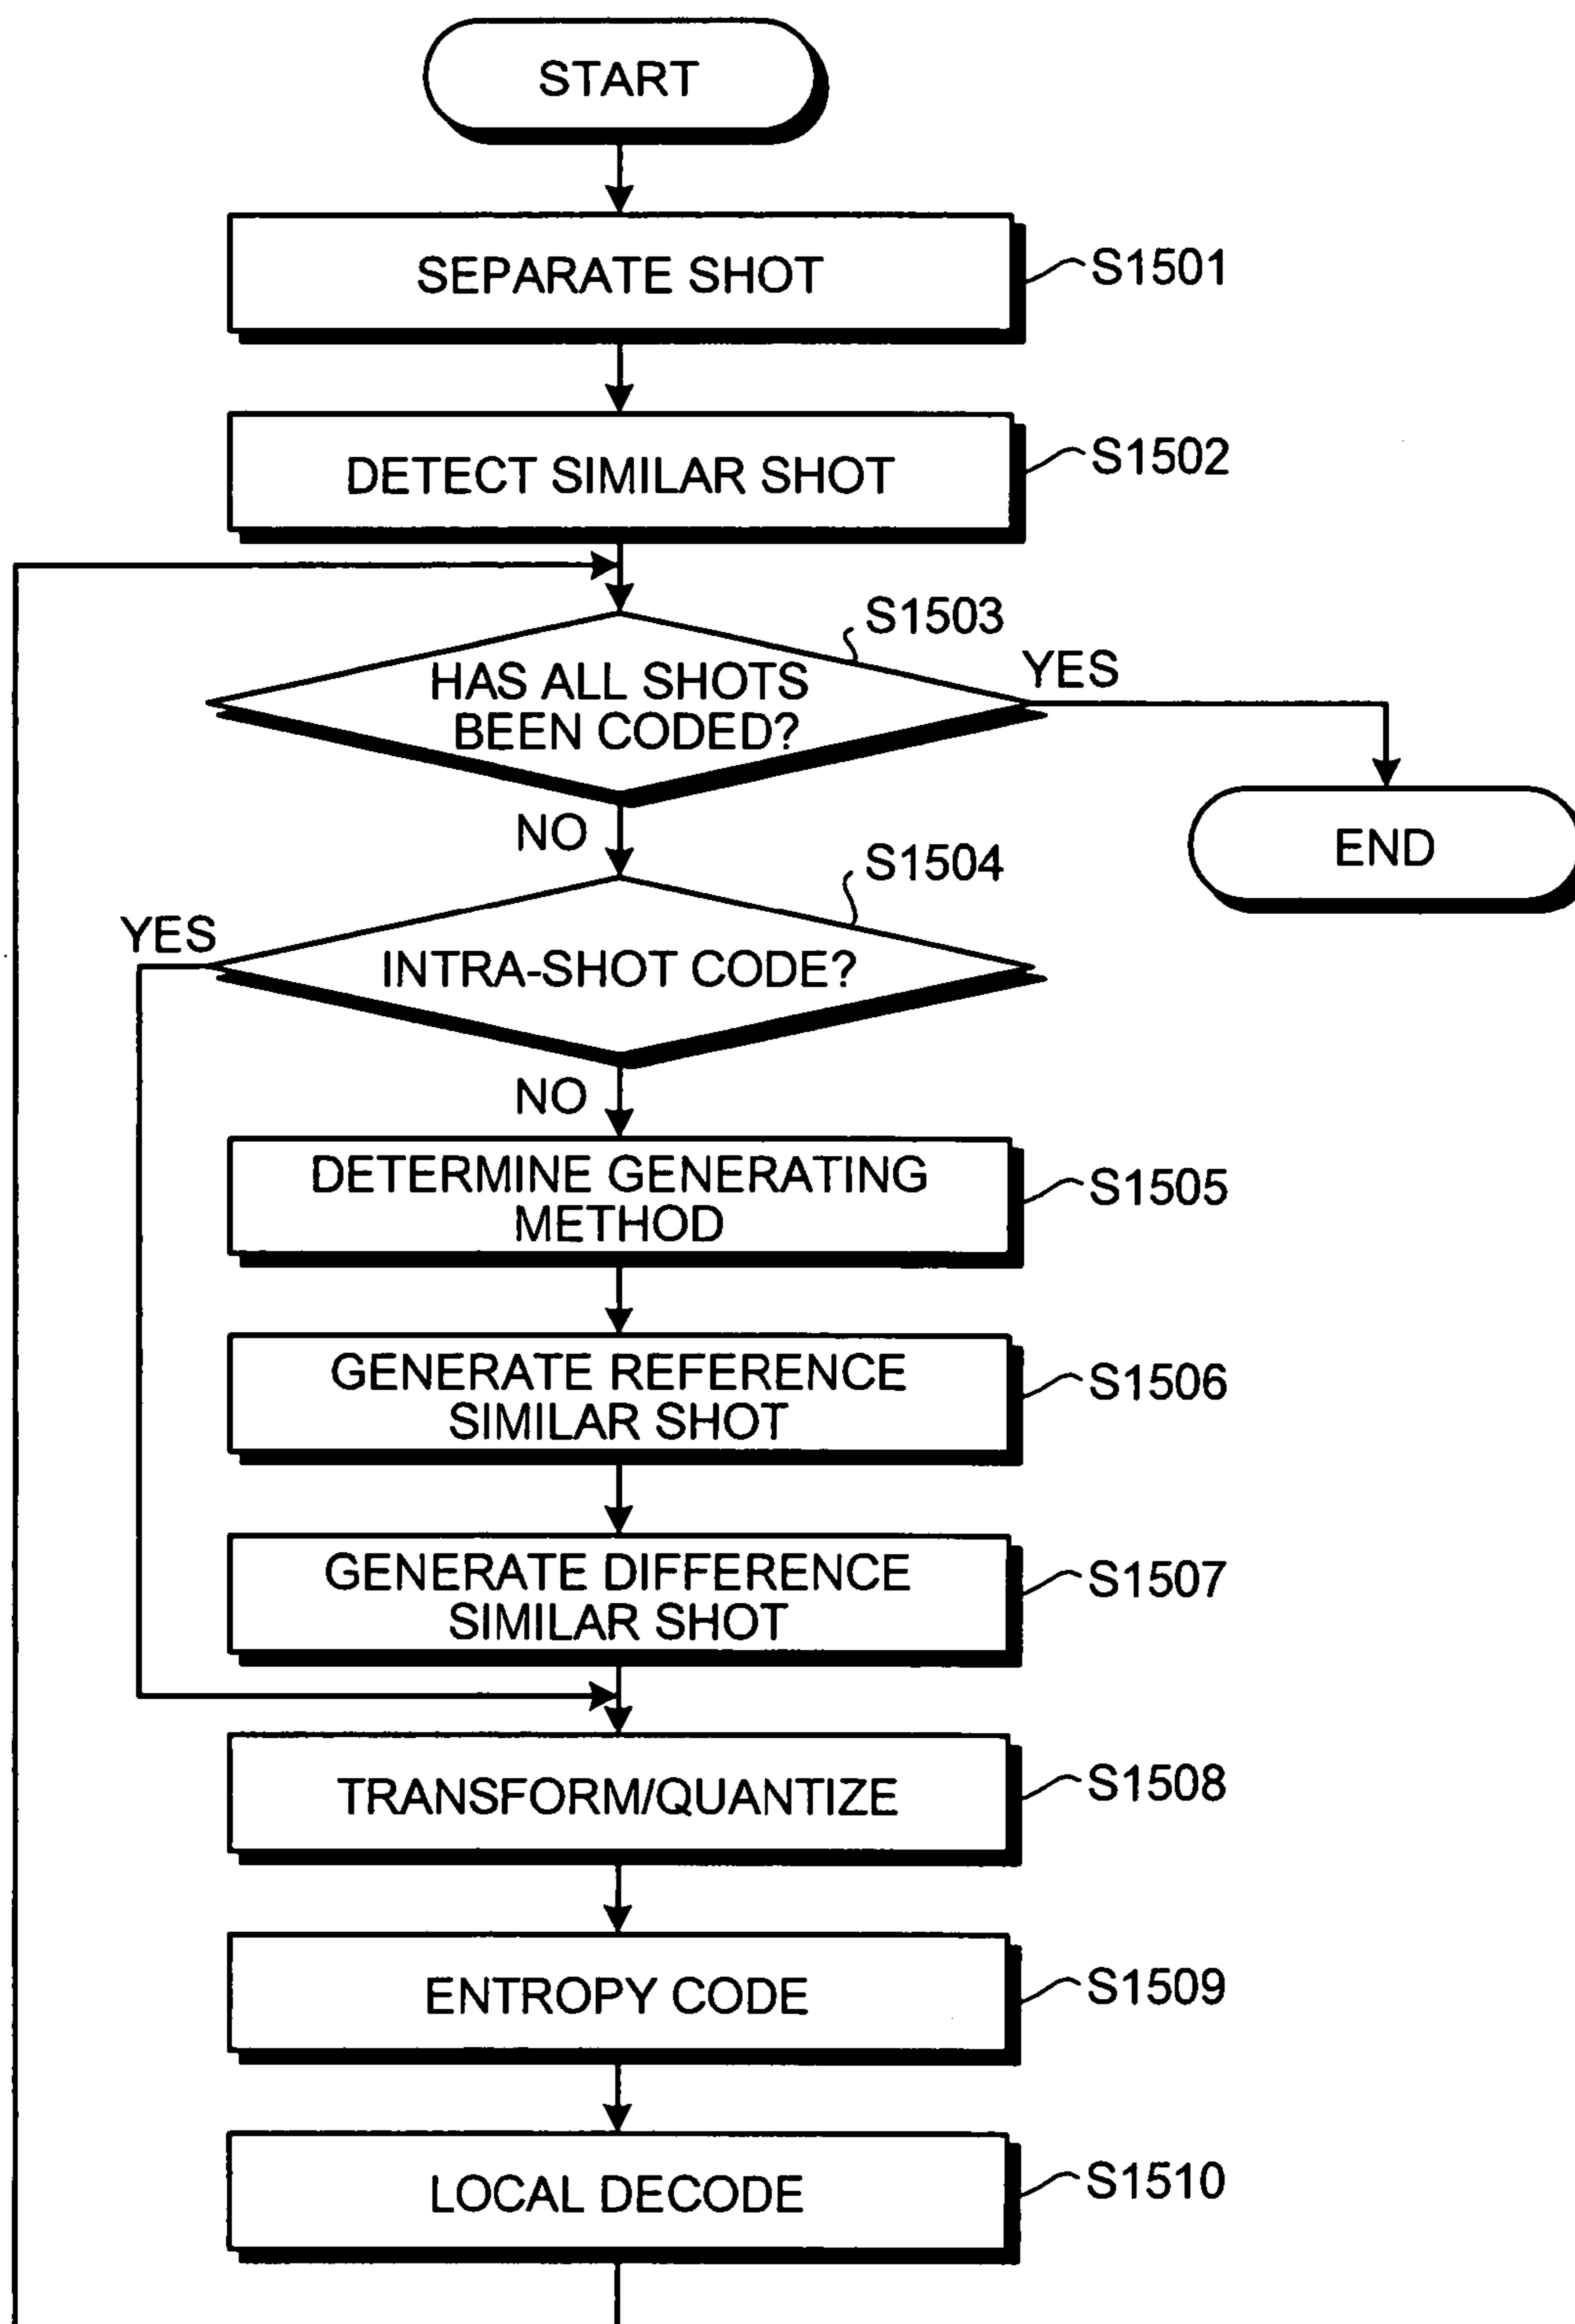 START
SEPARATE SHOT
S1501
DETECT SIMILAR SHOT
S1502
S1503
HAS ALL SHOTS
BEEN CODED?
YES
NO
END
S1504
YES
INTRA-SHOT CODE?
NO
DETERMINE GENERATING
METHOD
S1505
GENERATE REFERENCE
SIMILAR SHOT
S1506
GENERATE DIFFERENCE
SIMILAR SHOT
S1507
TRANSFORM/QUANTIZE
S1508
ENTROPY CODE
S1509
LOCAL DECODE
S1510